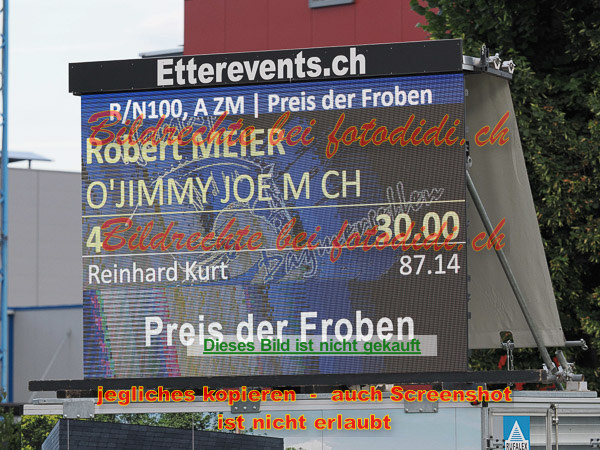 Etterevents.ch
R/N100, A ZM | Preis der Froben
Bildrechte bei fotodidi.ch
Robert MEIER
O'JIMMY JOE M CH
4 30.00
Bildrechte bei fotodidi.ch
Reinhard Kurt 87.14
Preis der Froben
Dieses Bild ist nicht gekauft
jegliches kopieren - auch Screenshot
ist nicht erlaubt